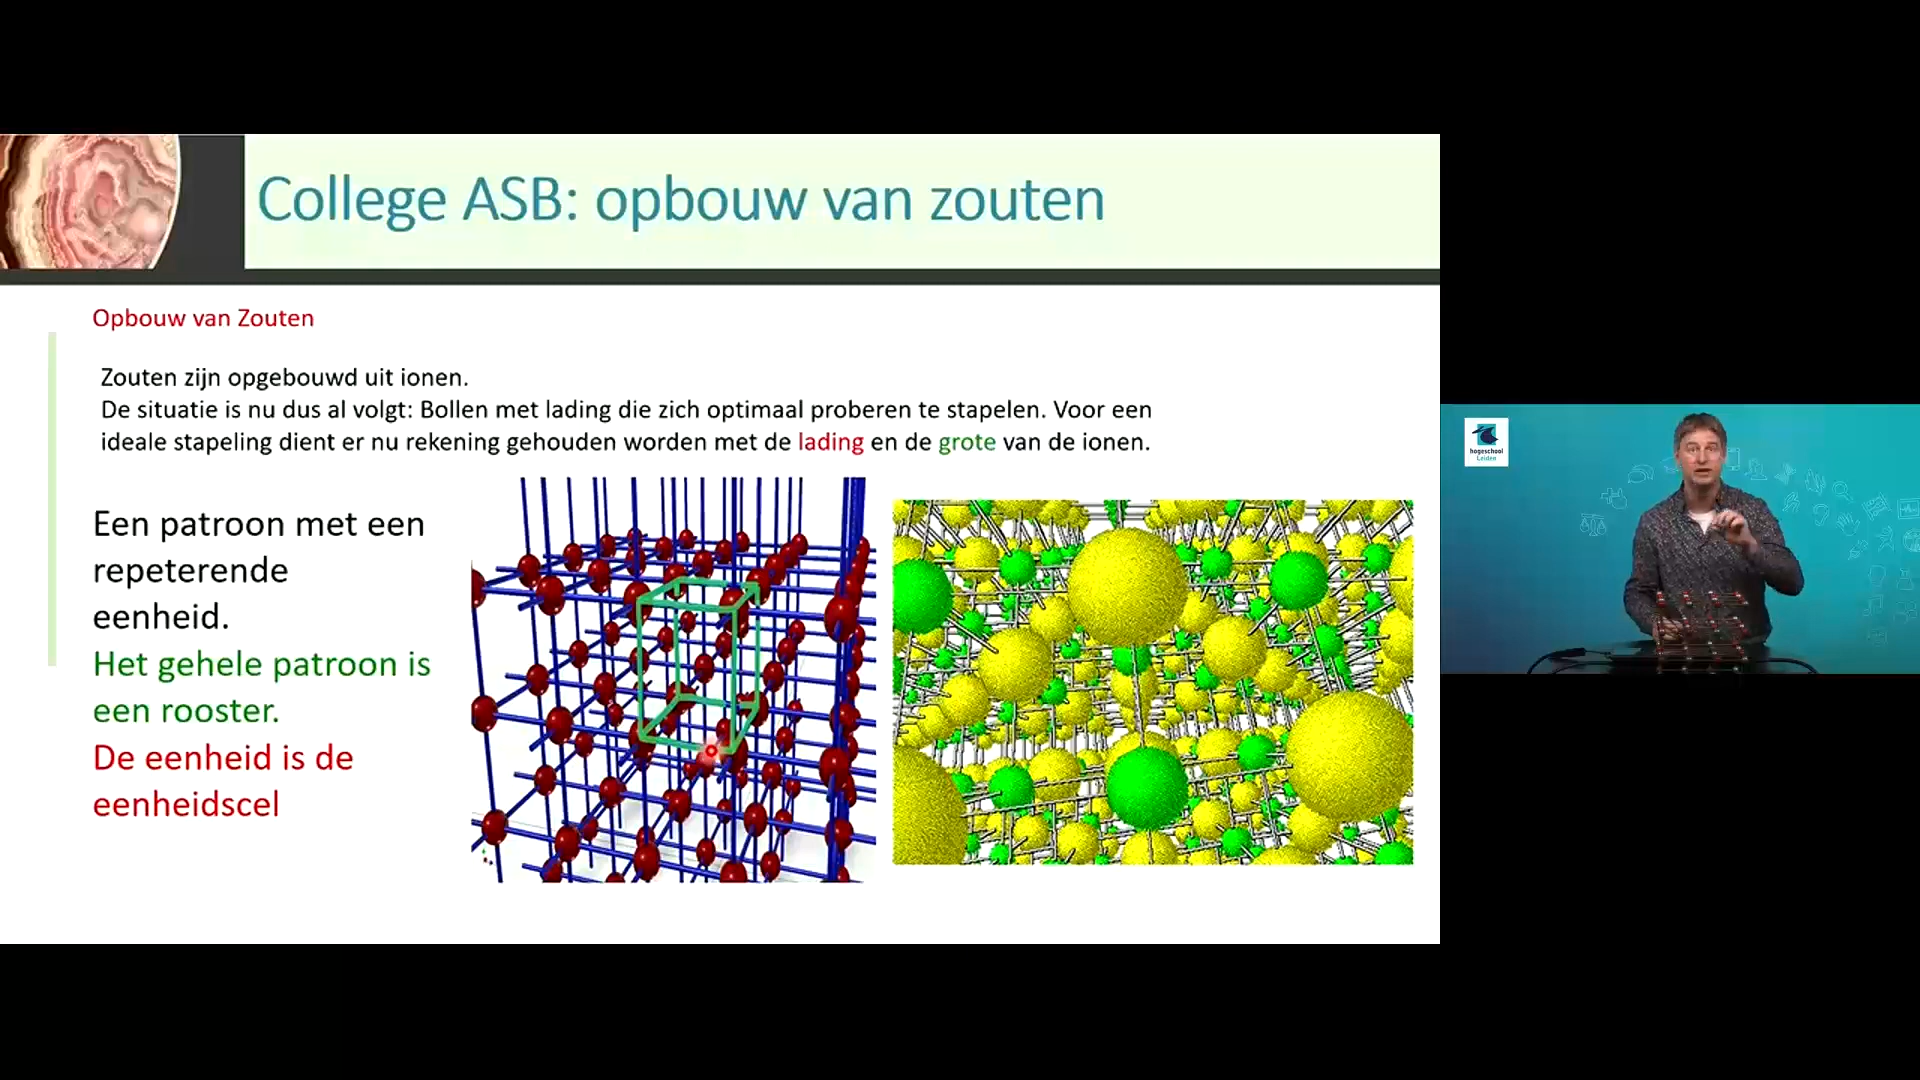 College ASB: opbouw van zouten
Opbouw van Zouten
Zouten zijn opgebouwd uit ionen.
De situatie is nu dus al volgt: Bollen met lading die zich optimaal proberen te stapelen. Voor een
ideale stapeling dient er nu rekening gehouden worden met de lading en de grote van de ionen.
Een patroon met een
repeterende
eenheid.
Het gehele patroon is
een rooster.
De eenheid is de
eenheidscel
hogeschool
Leiden